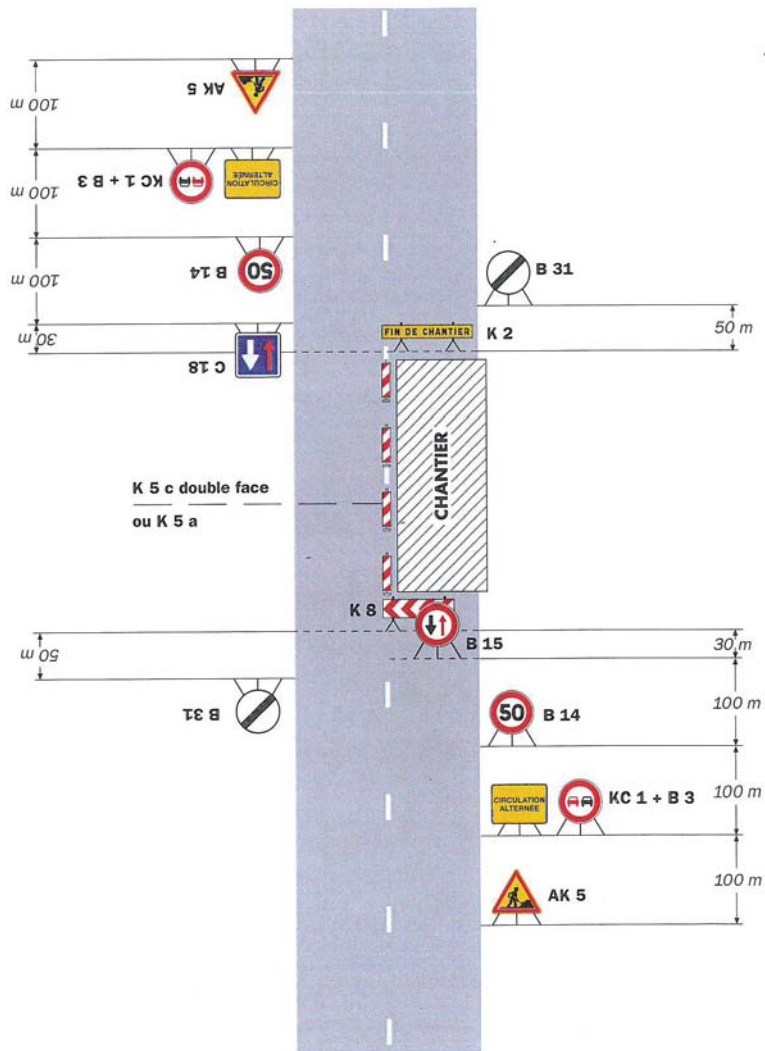 AK 5
100 m
KC 1 + B 3
CIRCULATION
ALTERNÉE
100 m
B 14
50
100 m
C 18
30 m
B 31
FIN DE CHANTIER
K 2
50 m
CHANTIER
K 5 c double face
ou K 5 a
K 8
B 15
30 m
50 m
B 31
50
B 14
100 m
CIRCULATION
ALTERNÉE
KC 1 + B 3
100 m
AK 5
100 m